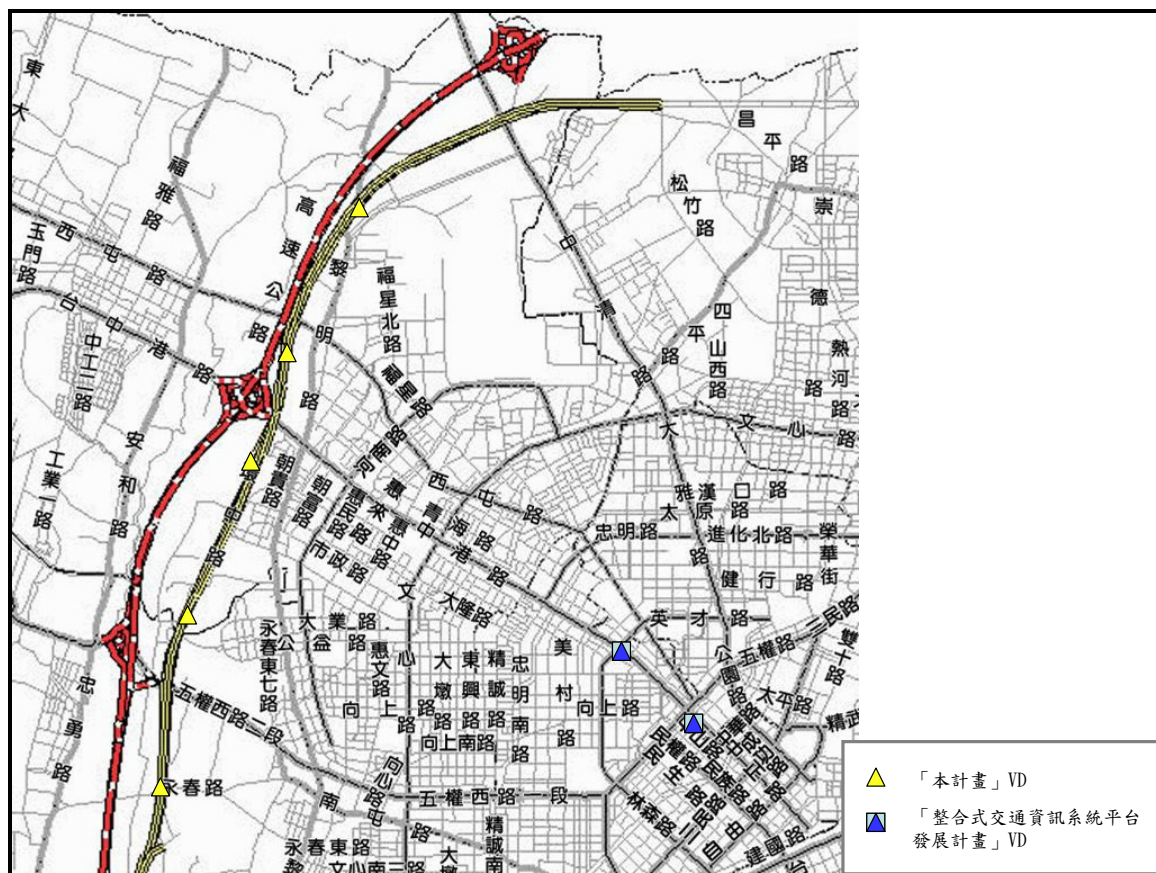 東大
福雅路
玉門路
西屯路
台中港路
中工二路
工業一路
安和路
忠勇路
高速公路
黎明路
環中路
福星北路
福星路
河南路
朝貴路
朝富路
惠民路
市政路
惠來路
惠中路
青海路
中港路
西屯路
大隆路
文心路
中清路
大
松竹路
昌平路
崇德路
四平路
山西路
熱河路
文心路
漢口路
雅
太原路
忠明路
進化北路
榮華街
健行路
英才路
五權路
三民路
雙十路
公園路
太平路
精武
美村路
向上路
忠明南路
精誠路
東興路
大墩路
向上路
向上南路
惠文路
大業路
大益路
永春東七路
五權西路二段
五權西路一段
向心路
南屯路
永春路
永春東路
文心南三路
大墩
精誠南
林森路
民生路
民權路
民族路
中正路
建國路
「本計畫」VD
「整合式交通資訊系統平台
發展計畫」VD